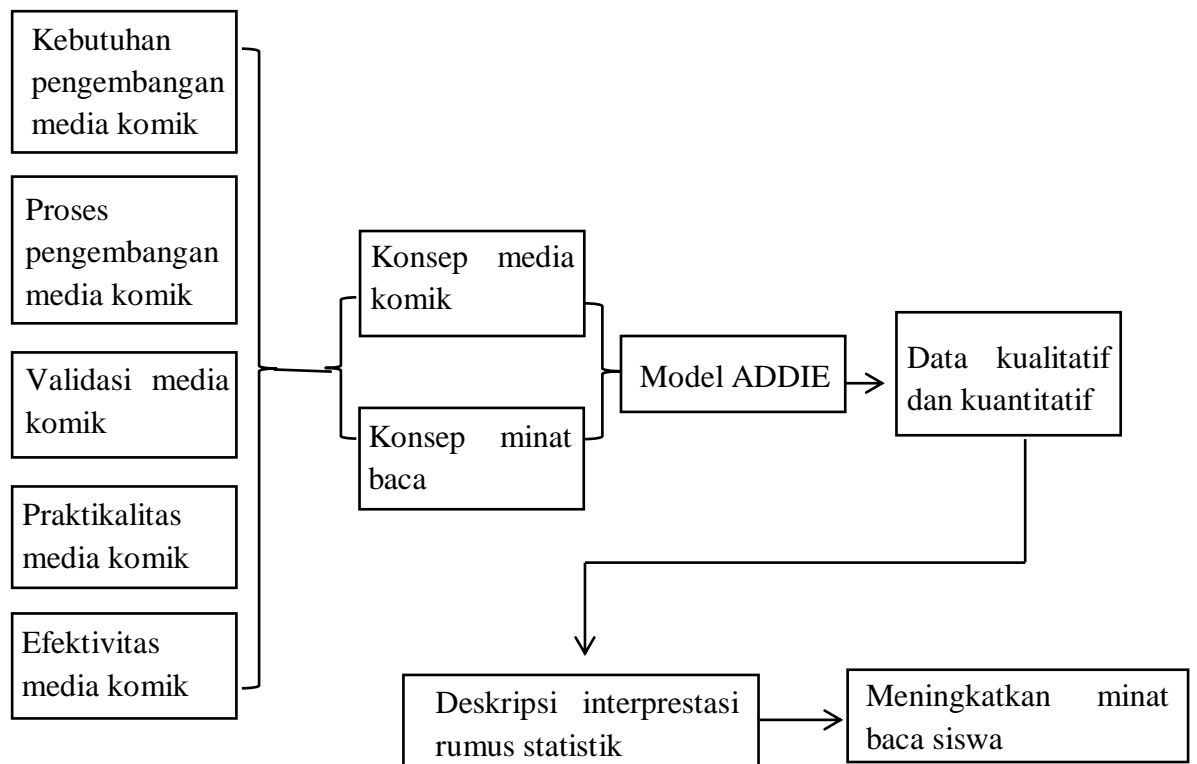 Kebutuhan
pengembangan
media komik
Proses
pengembangan
media komik
Validasi media
komik
Praktikalitas
media komik
Efektivitas
media komik
Konsep media
komik
Konsep minat
baca
Model ADDIE
Data kualitatif
dan kuantitatif
Deskripsi interprestasi
rumus statistik
Meningkatkan minat
baca siswa